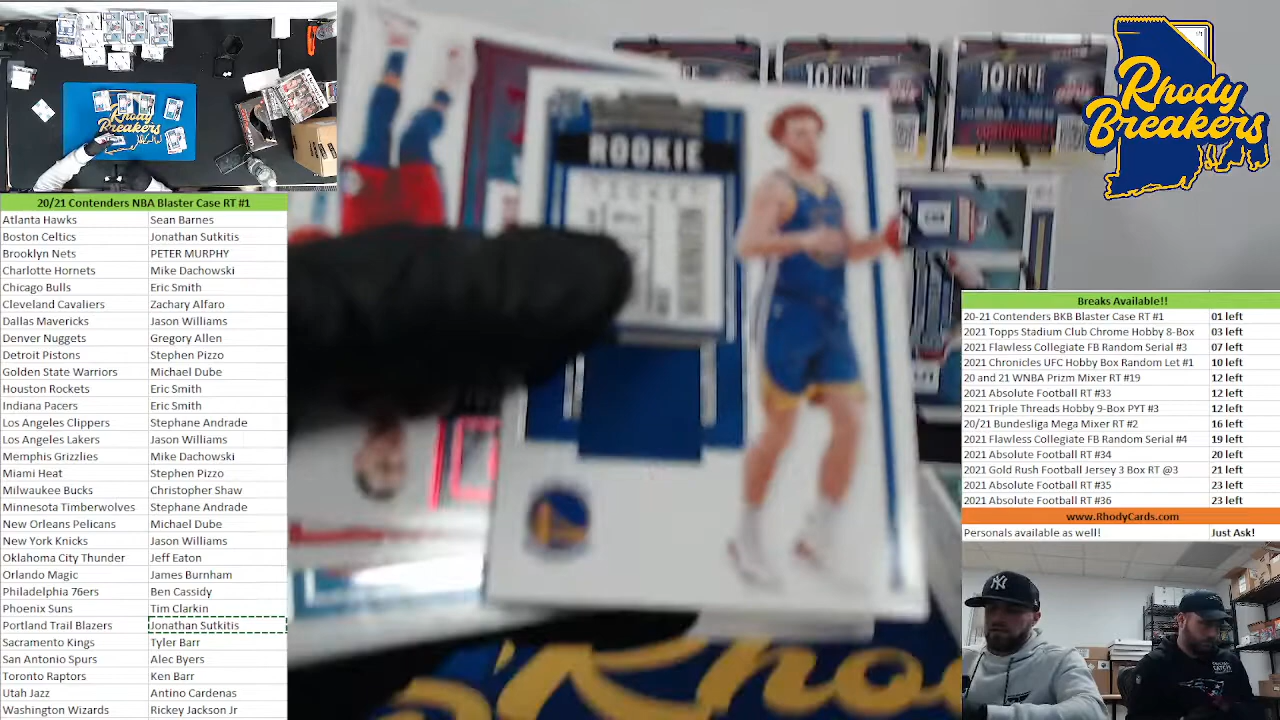 20/21 Contenders NBA Blaster Case RT #1
Atlanta Hawks Sean Barnes
Boston Celtics Jonathan Sutkitis
Brooklyn Nets PETER MURPHY
Charlotte Hornets Mike Dachowski
Chicago Bulls Eric Smith
Cleveland Cavaliers Zachary Alfaro
Dallas Mavericks Jason Williams
Denver Nuggets Gregory Allen
Detroit Pistons Stephen Pizzo
Golden State Warriors Michael Dube
Houston Rockets Eric Smith
Indiana Pacers Eric Smith
Los Angeles Clippers Stephane Andrade
Los Angeles Lakers Jason Williams
Memphis Grizzlies Mike Dachowski
Miami Heat Stephen Pizzo
Milwaukee Bucks Christopher Shaw
Minnesota Timberwolves Stephane Andrade
New Orleans Pelicans Michael Dube
New York Knicks Jason Williams
Oklahoma City Thunder Jeff Eaton
Orlando Magic James Burnham
Philadelphia 76ers Ben Cassidy
Phoenix Suns Tim Clarkin
Portland Trail Blazers Jonathan Sutkitis
Sacramento Kings Tyler Barr
San Antonio Spurs Alec Byers
Toronto Raptors Ken Barr
Utah Jazz Antino Cardenas
Washington Wizards Rickey Jackson Jr
Rhody
Breakers
ROOKIE
TICKET
Rho
Rhody
Breakers
Breaks Available!!
20-21 Contenders BKB Blaster Case RT #1 01 left
2021 Topps Stadium Club Chrome Hobby 8-Box 03 left
2021 Flawless Collegiate FB Random Serial #3 07 left
2021 Chronicles UFC Hobby Box Random Let #1 10 left
20 and 21 WNBA Prizm Mixer RT #19 12 left
2021 Absolute Football RT #33 12 left
2021 Triple Threads Hobby 9-Box PYT #3 12 left
20/21 Bundesliga Mega Mixer RT #2 16 left
2021 Flawless Collegiate FB Random Serial #4 19 left
2021 Absolute Football RT #34 20 left
2021 Gold Rush Football Jersey 3 Box RT @3 21 left
2021 Absolute Football RT #35 23 left
2021 Absolute Football RT #36 23 left
www.RhodyCards.com
Personals available as well! Just Ask!